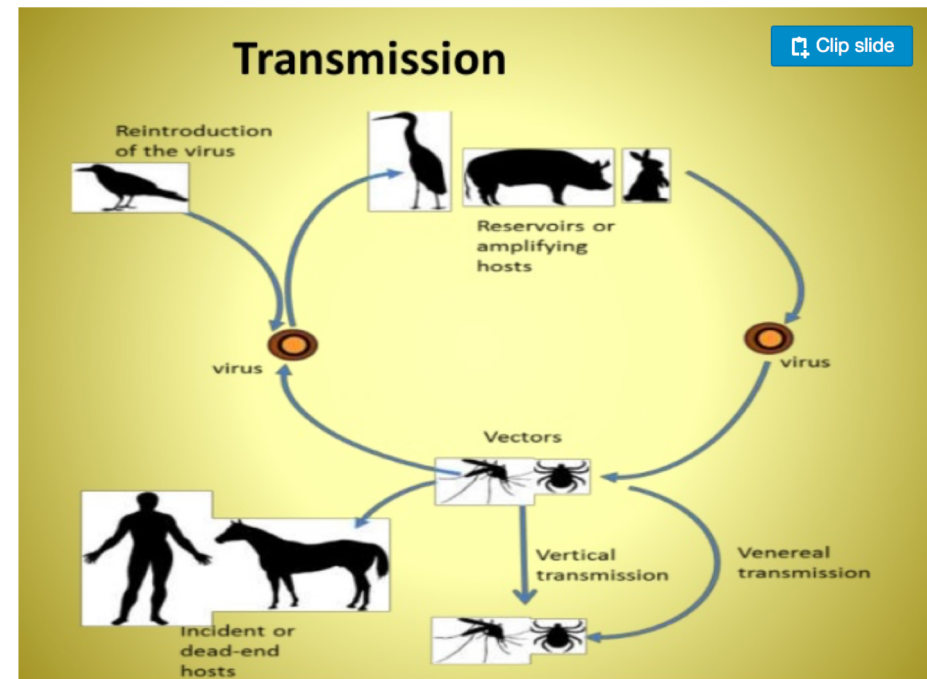 Transmission
Clip slide
Reintroduction
of the virus
Reservoirs or
amplifying
hosts
virus
virus
Vectors
Vertical
transmission
Venereal
transmission
Incident or
dead-end
hosts